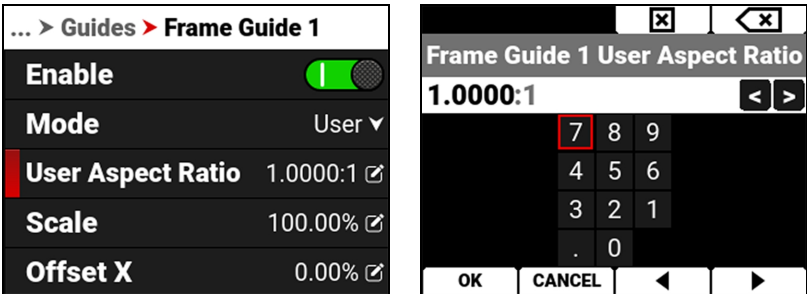 ... > Guides > Frame Guide 1
Enable
Mode User
User Aspect Ratio 1.0000:1
Scale 100.00%
Offset X 0.00%
Frame Guide 1 User Aspect Ratio
1.0000:1 < >
7 8 9
4 5 6
3 2 1
. 0
OK CANCEL